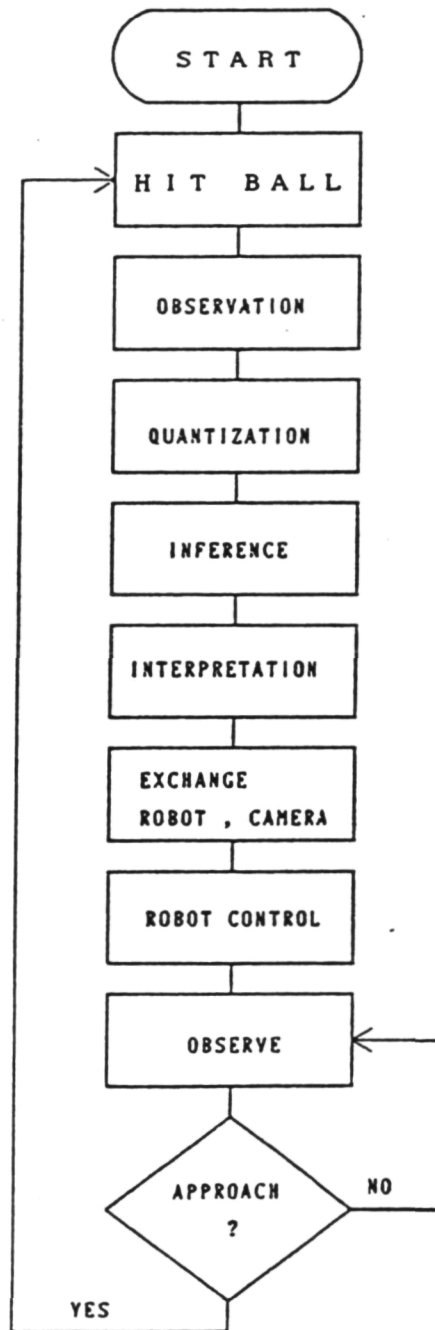 START
HIT BALL
OBSERVATION
QUANTIZATION
INFERENCE
INTERPRETATION
EXCHANGE
ROBOT , CAMERA
ROBOT CONTROL
OBSERVE
APPROACH
?
NO
YES